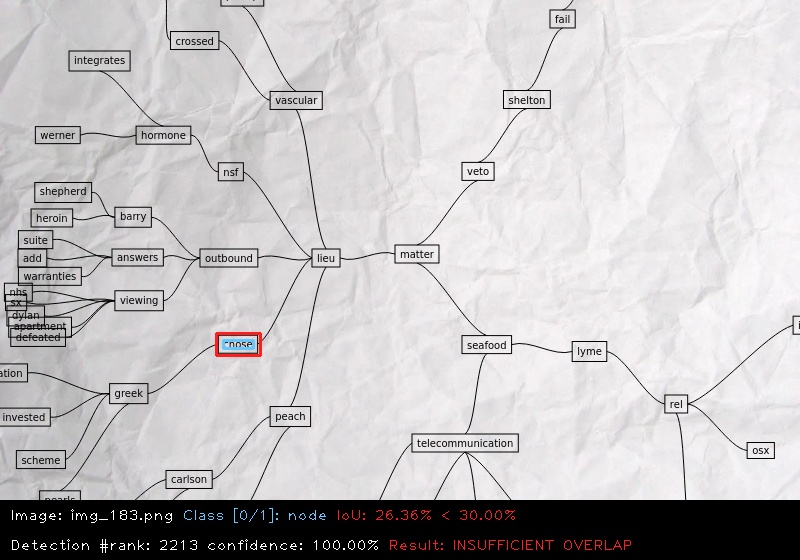 fail
crossed
integrates
vascular
shelton
werner
hormone
nsf
veto
shepherd
barry
heroin
suite
answers
outbound
lieu
matter
add
warranties
nhs
viewing
sx
dylan
apartment
defeated
nose
seafood
lyme
ation
greek
rel
invested
peach
telecommunication
osx
scheme
carlson
pearls
Image: img_183.png Class [0/1]: node IoU: 26.36% < 30.00%
Detection #rank: 2213 confidence: 100.00% Result: INSUFFICIENT OVERLAP